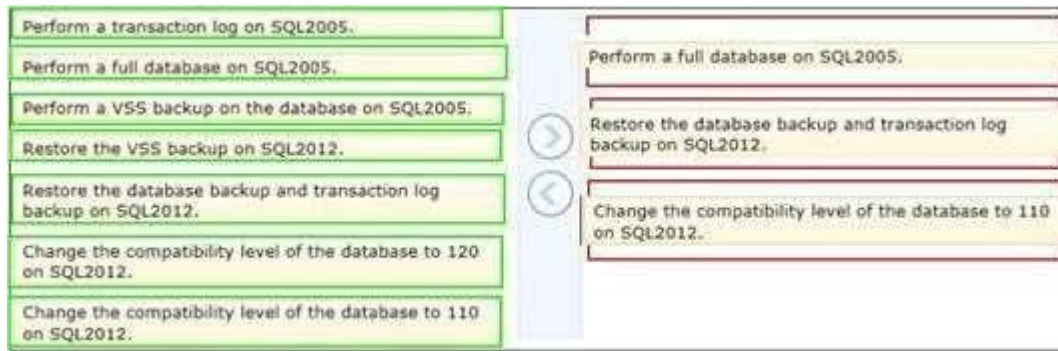 Perform a transaction log on SQL2005.
Perform a full database on SQL2005.
Perform a VSS backup on the database on SQL2005.
Restore the VSS backup on SQL2012.
Restore the database backup and transaction log
backup on SQL2012.
Change the compatibility level of the database to 120
on SQL2012.
Change the compatibility level of the database to 110
on SQL2012.
Perform a full database on SQL2005.
Restore the database backup and transaction log
backup on SQL2012.
Change the compatibility level of the database to 110
on SQL2012.